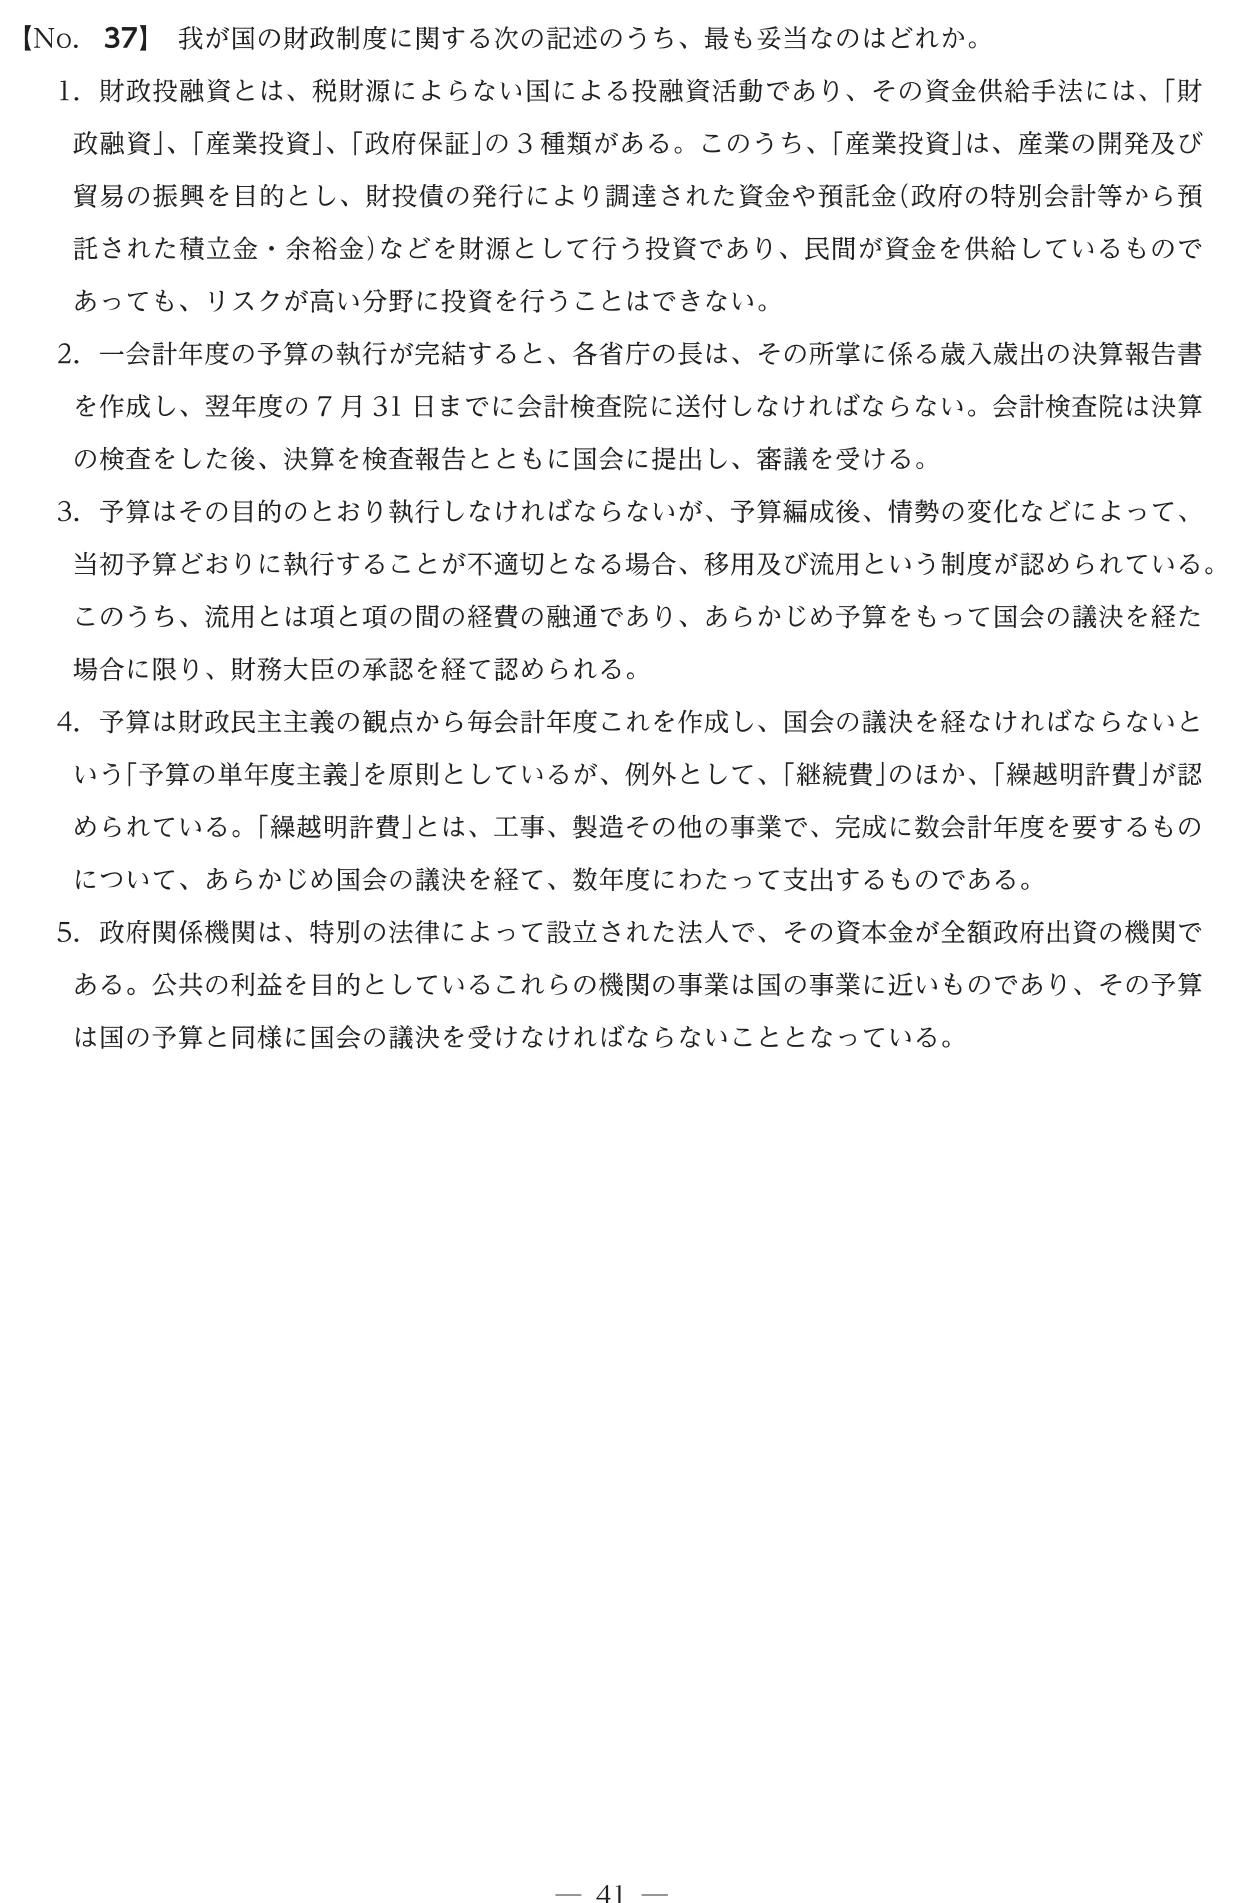 【No. 37】 我が国の財政制度に関する次の記述のうち、最も妥当なのはどれか。
1. 財政投融資とは、税財源によらない国による投融資活動であり、その資金供給手法には、「財
政融資」、「産業投資」、「政府保証」の3種類がある。このうち、「産業投資」は、産業の開発及び
貿易の振興を目的とし、財投債の発行により調達された資金や預託金(政府の特別会計等から預
託された積立金・余裕金)などを財源として行う投資であり、民間が資金を供給しているもので
あっても、リスクが高い分野に投資を行うことはできない。
2. 一会計年度の予算の執行が完結すると、各省庁の長は、その所掌に係る歳入歳出の決算報告書
を作成し、翌年度の7月31日までに会計検査院に送付しなければならない。会計検査院は決算
の検査をした後、決算を検査報告とともに国会に提出し、審議を受ける。
3. 予算はその目的のとおり執行しなければならないが、予算編成後、情勢の変化などによって、
当初予算どおりに執行することが不適切となる場合、移用及び流用という制度が認められている。
このうち、流用とは項と項の間の経費の融通であり、あらかじめ予算をもって国会の議決を経た
場合に限り、財務大臣の承認を経て認められる。
4. 予算は財政民主主義の観点から毎会計年度これを作成し、国会の議決を経なければならないと
いう「予算の単年度主義」を原則としているが、例外として、「継続費」のほか、「繰越明許費」が認
められている。「繰越明許費」とは、工事、製造その他の事業で、完成に数会計年度を要するもの
について、あらかじめ国会の議決を経て、数年度にわたって支出するものである。
5. 政府関係機関は、特別の法律によって設立された法人で、その資本金が全額政府出資の機関で
ある。公共の利益を目的としているこれらの機関の事業は国の事業に近いものであり、その予算
は国の予算と同様に国会の議決を受けなければならないこととなっている。
— 41 —